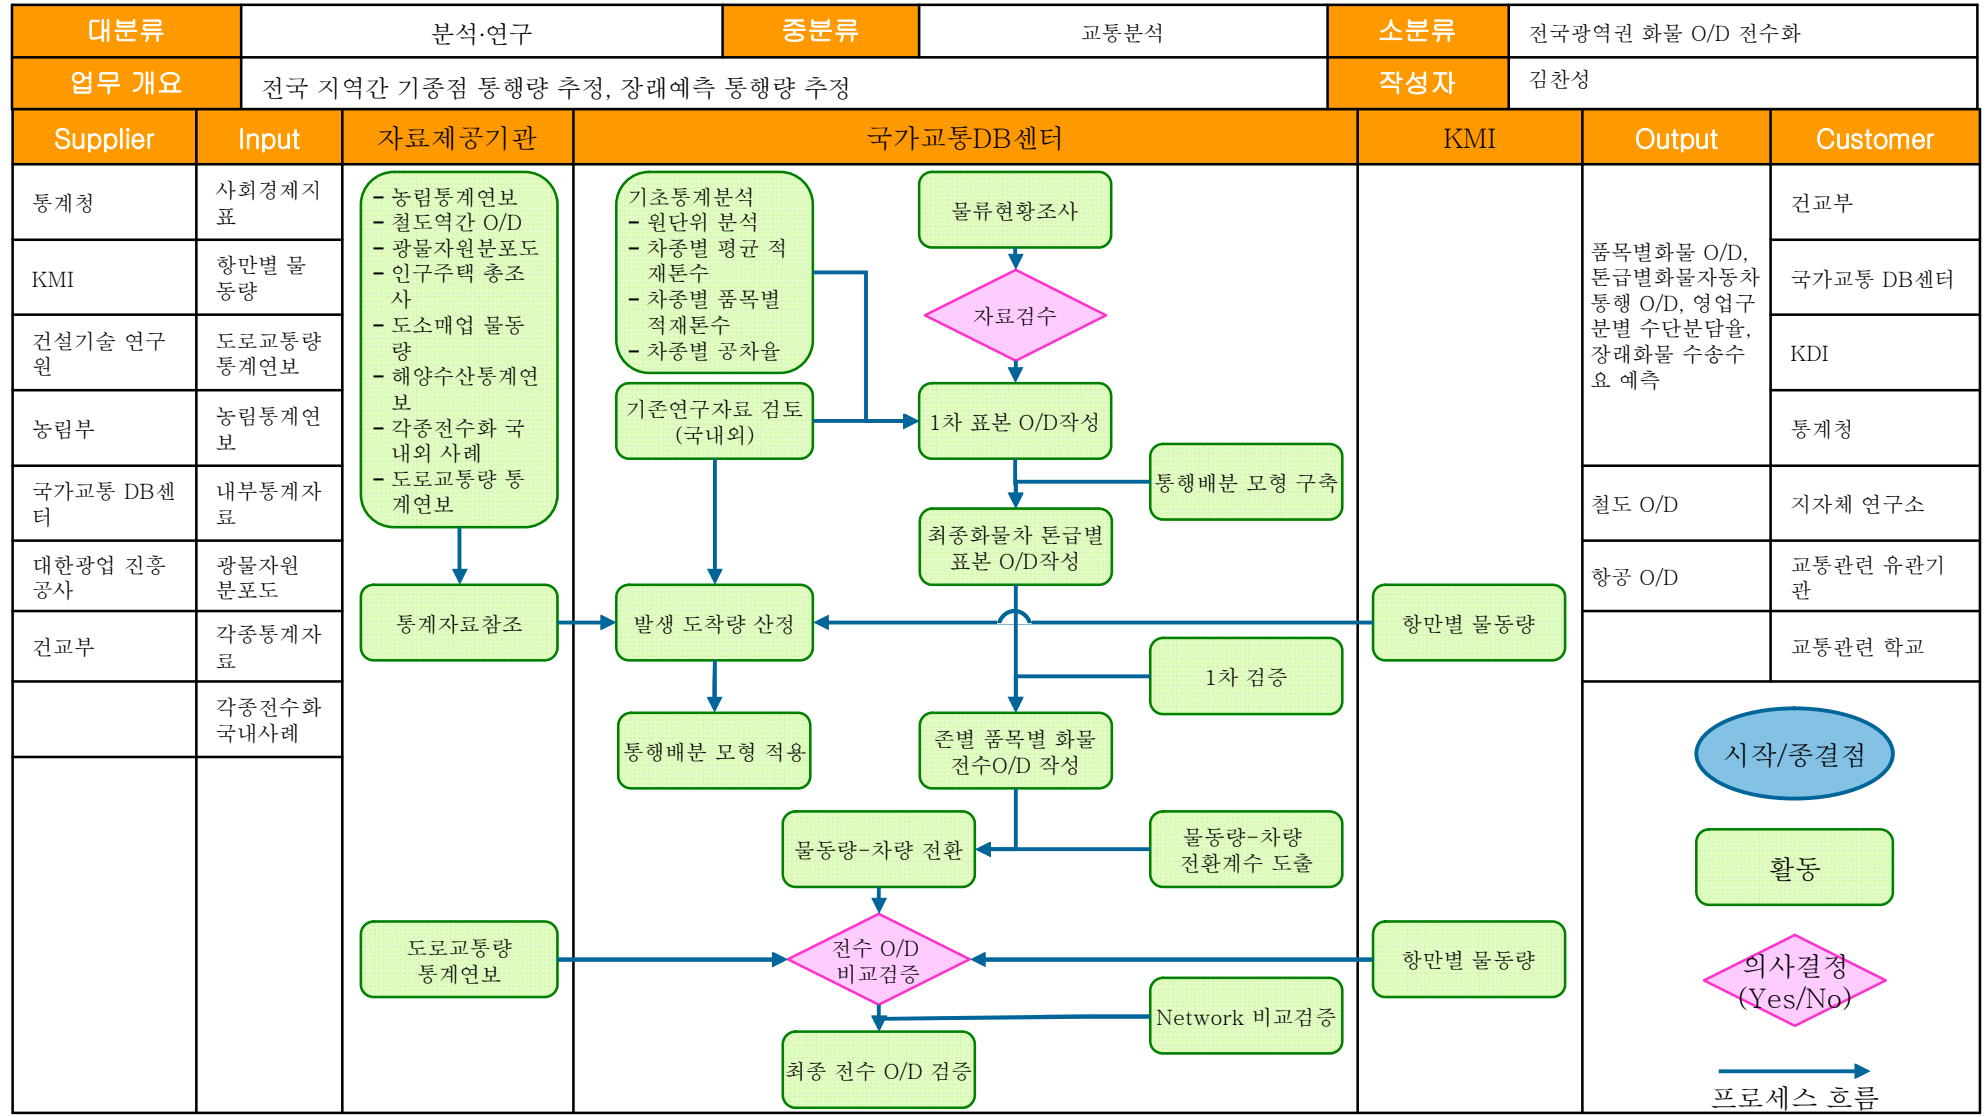 대분류
분석·연구
중분류
교통분석
소분류
전국광역권 화물 O/D 전수화
업무 개요
전국 지역간 기종점 통행량 추정, 장래예측 통행량 추정
작성자
김찬성
Supplier
Input
자료제공기관
국가교통DB센터
KMI
Output
Customer
통계청
사회경제지
표
KMI
항만별 물
동량
건설기술 연구
원
도로교통량
통계연보
농림부
농림통계연
보
국가교통 DB센
터
내부통계자
료
대한광업 진흥
공사
광물자원
분포도
건교부
각종통계자
료
각종전수화
국내사례
- 농림통계연보
- 철도역간 O/D
- 광물자원분포도
- 인구주택 총조
사
- 도소매업 물동
량
- 해양수산통계연
보
- 각종전수화 국
내외 사례
- 도로교통량 통
계연보
통계자료참조
도로교통량
통계연보
기초통계분석
- 원단위 분석
- 차종별 평균 적
재톤수
- 차종별 품목별
적재톤수
- 차종별 공차율
기존연구자료 검토
(국내외)
발생 도착량 산정
통행배분 모형 적용
물류현황조사
자료검수
1차 표본 O/D작성
통행배분 모형 구축
최종화물차 톤급별
표본 O/D작성
1차 검증
존별 품목별 화물
전수O/D 작성
물동량-차량 전환
물동량-차량
전환계수 도출
전수 O/D
비교검증
Network 비교검증
최종 전수 O/D 검증
항만별 물동량
항만별 물동량
품목별화물 O/D,
톤급별화물자동차
통행 O/D, 영업구
분별 수단분담율,
장래화물 수송수
요 예측
철도 O/D
항공 O/D
건교부
국가교통 DB센터
KDI
통계청
지자체 연구소
교통관련 유관기
관
교통관련 학교
시작/종결점
활동
의사결정
(Yes/No)
프로세스 흐름